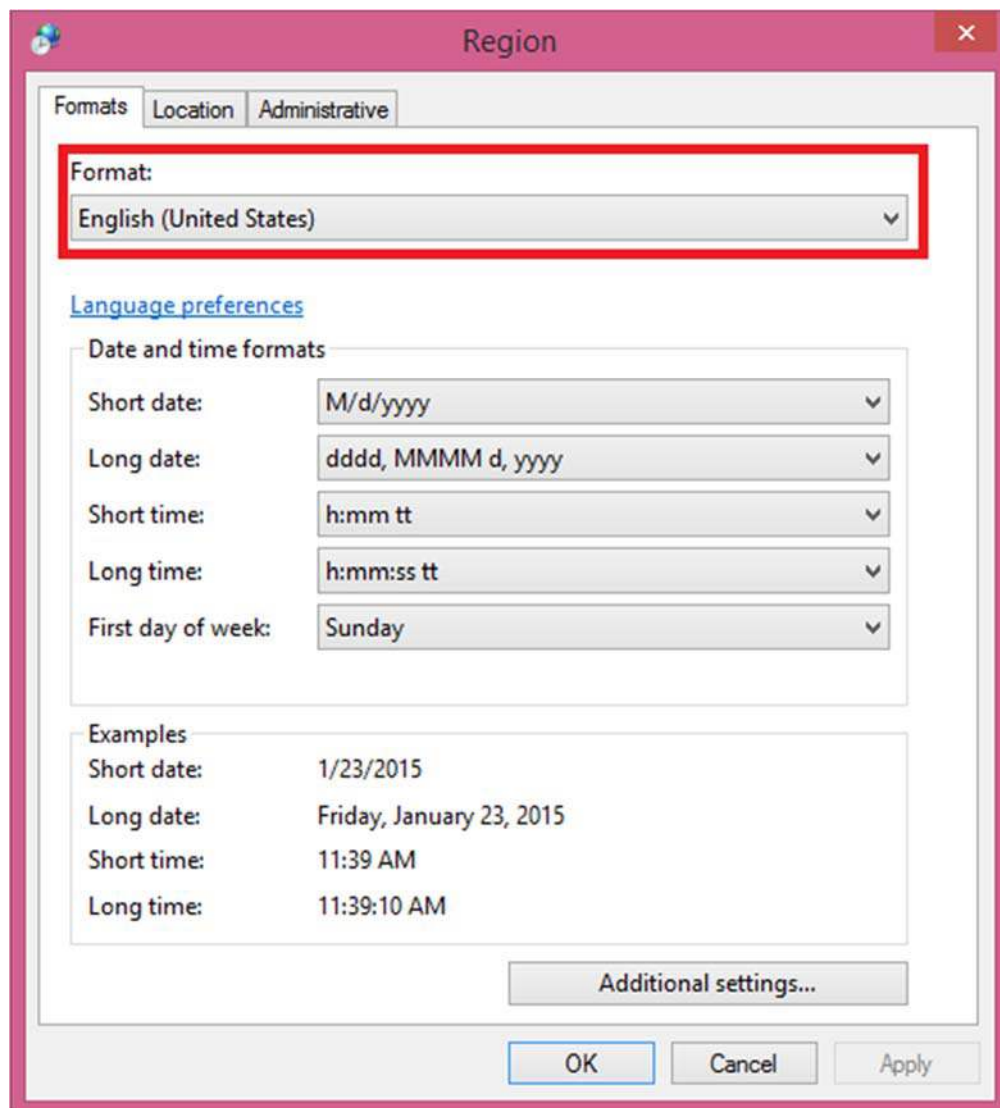 Region
Formats Location Administrative
Format:
English (United States)
Language preferences
Date and time formats
Short date: M/d/yyyy
Long date: dddd, MMMM d, yyyy
Short time: h:mm tt
Long time: h:mm:ss tt
First day of week: Sunday
Examples
Short date: 1/23/2015
Long date: Friday, January 23, 2015
Short time: 11:39 AM
Long time: 11:39:10 AM
Additional settings...
OK Cancel Apply